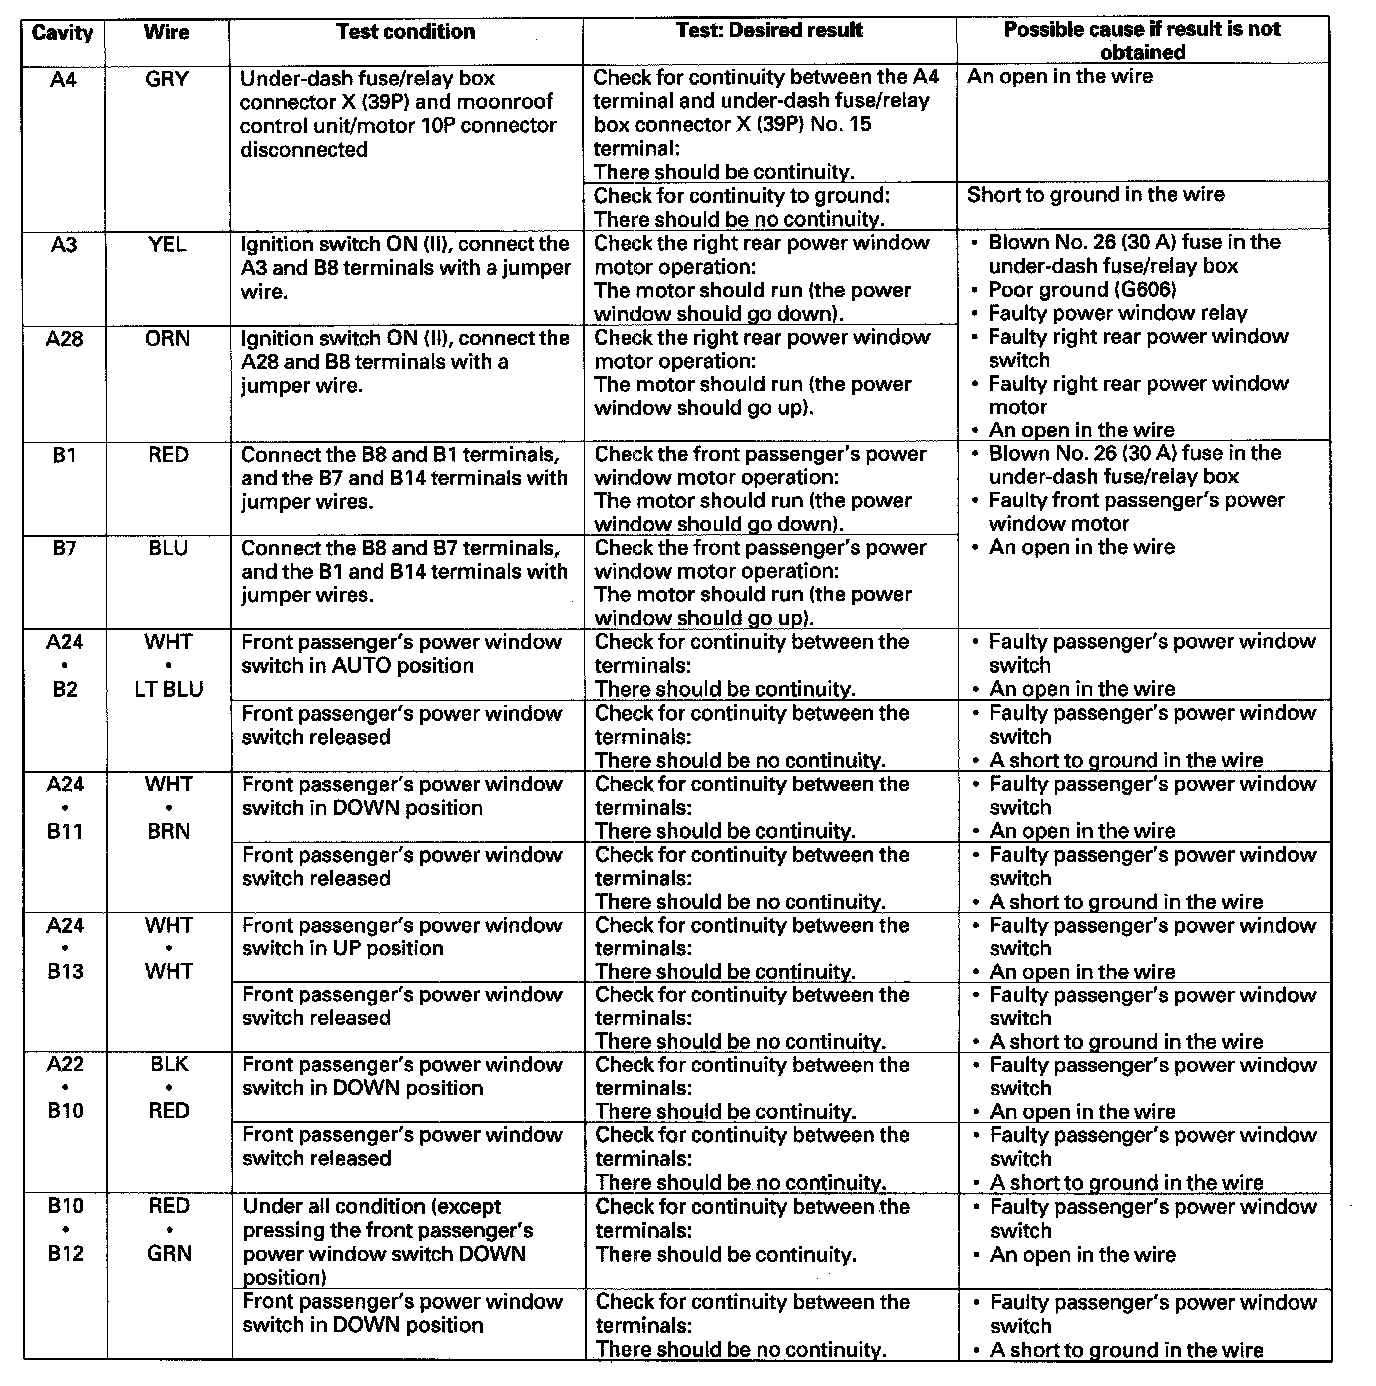 Cavity Wire Test condition Test: Desired result Possible cause if result is not
obtained
A4 GRY Under-dash fuse/relay box
connector X (39P) and moonroof
control unit/motor 10P connector
disconnected
Check for continuity between the A4
terminal and under-dash fuse/relay
box connector X (39P) No. 15
terminal:
There should be continuity.
An open in the wire
Check for continuity to ground:
There should be no continuity.
Short to ground in the wire
A3 YEL Ignition switch ON (II), connect the
A3 and B8 terminals with a jumper
wire.
Check the right rear power window
motor operation:
The motor should run (the power
window should go down).
• Blown No. 26 (30 A) fuse in the
under-dash fuse/relay box
• Poor ground (G606)
• Faulty power window relay
• Faulty right rear power window
switch
• Faulty right rear power window
motor
• An open in the wire
A28 ORN Ignition switch ON (II), connect the
A28 and B8 terminals with a
jumper wire.
Check the right rear power window
motor operation:
The motor should run (the power
window should go up).
B1 RED Connect the B8 and B1 terminals,
and the B7 and B14 terminals with
jumper wires.
Check the front passenger's power
window motor operation:
The motor should run (the power
window should go down).
• Blown No. 26 (30 A) fuse in the
under-dash fuse/relay box
• Faulty front passenger's power
window motor
• An open in the wire
B7 BLU Connect the B8 and B7 terminals,
and the B1 and B14 terminals with
jumper wires.
Check the front passenger's power
window motor operation:
The motor should run (the power
window should go up).
A24
•
B2
WHT
•
LT BLU
Front passenger's power window
switch in AUTO position
Check for continuity between the
terminals:
There should be continuity.
• Faulty passenger's power window
switch
• An open in the wire
Front passenger's power window
switch released
Check for continuity between the
terminals:
There should be no continuity.
• Faulty passenger's power window
switch
• A short to ground in the wire
A24
•
B11
WHT
•
BRN
Front passenger's power window
switch in DOWN position
Check for continuity between the
terminals:
There should be continuity.
• Faulty passenger's power window
switch
• An open in the wire
Front passenger's power window
switch released
Check for continuity between the
terminals:
There should be no continuity.
• Faulty passenger's power window
switch
• A short to ground in the wire
A24
•
B13
WHT
•
WHT
Front passenger's power window
switch in UP position
Check for continuity between the
terminals:
There should be continuity.
• Faulty passenger's power window
switch
• An open in the wire
Front passenger's power window
switch released
Check for continuity between the
terminals:
There should be no continuity.
• Faulty passenger's power window
switch
• A short to ground in the wire
A22
•
B10
BLK
•
RED
Front passenger's power window
switch in DOWN position
Check for continuity between the
terminals:
There should be continuity.
• Faulty passenger's power window
switch
• An open in the wire
Front passenger's power window
switch released
Check for continuity between the
terminals:
There should be no continuity.
• Faulty passenger's power window
switch
• A short to ground in the wire
B10
•
B12
RED
•
GRN
Under all condition (except
pressing the front passenger's
power window switch DOWN
position)
Check for continuity between the
terminals:
There should be continuity.
• Faulty passenger's power window
switch
• An open in the wire
Front passenger's power window
switch in DOWN position
Check for continuity between the
terminals:
There should be no continuity.
• Faulty passenger's power window
switch
• A short to ground in the wire